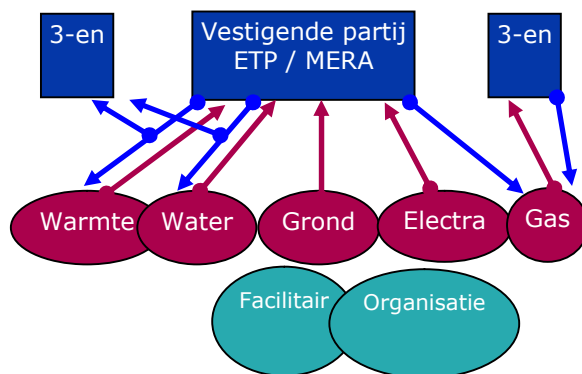 3-en
Vestigende partij
ETP / MERA
3-en
Warmte
Water
Grond
Electra
Gas
Facilitair
Organisatie